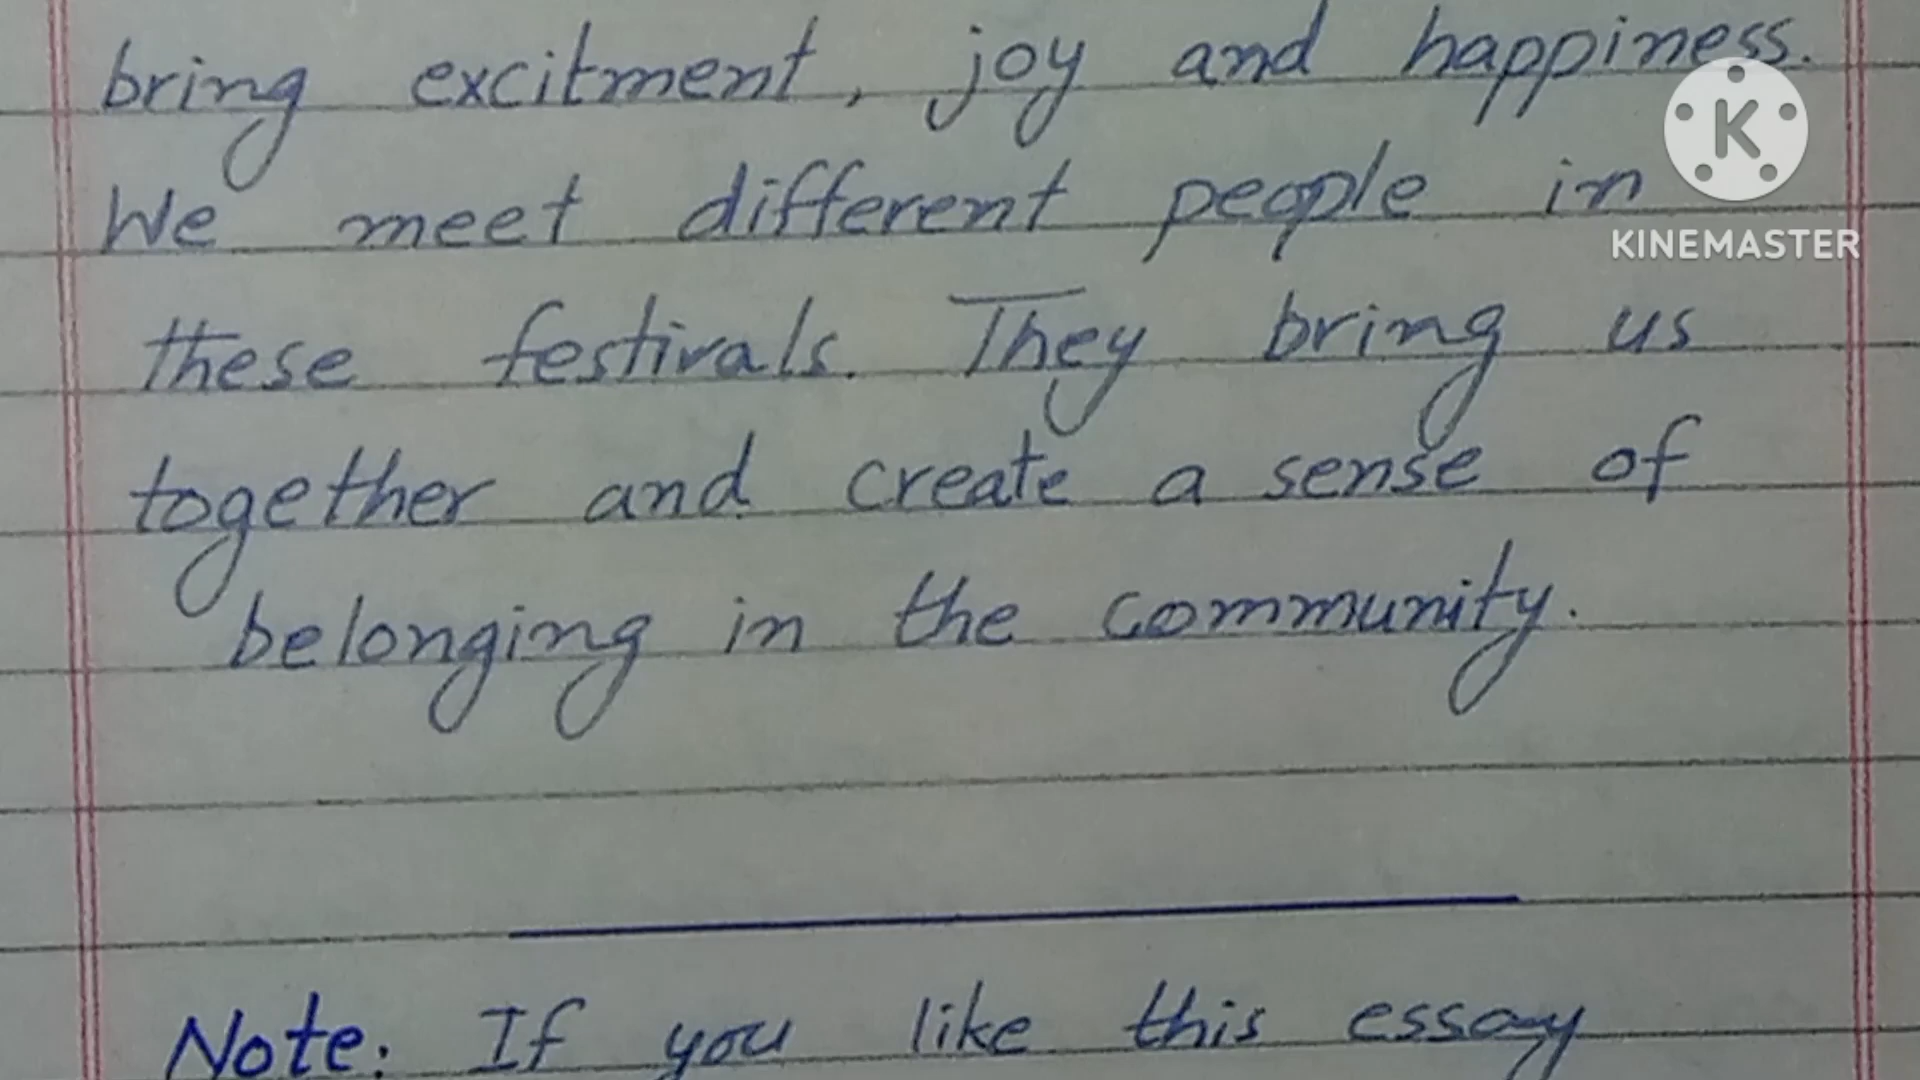 bring excitment, joy and happiness.
We meet different people in
KINEMASTER
these festivals. They bring us
together and create a sense of
belonging in the community.
Note: If you like this essay